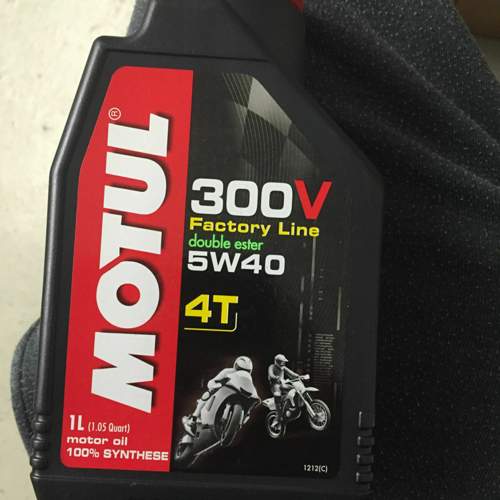 MOTUL®
300V
Factory Line
double ester
5W40
4T
1L (1.05 Quart)
motor oil
100% SYNTHESE
1212(C)